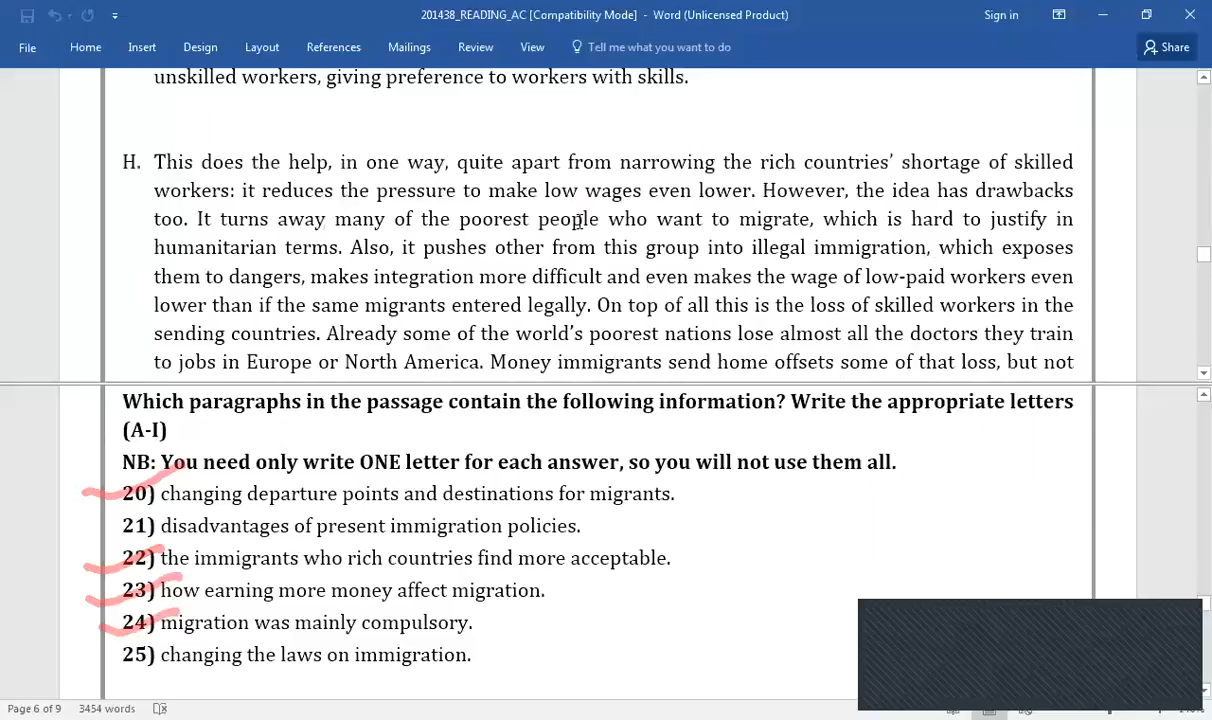 201438_READING_AC [Compatibility Mode] - Word (Unlicensed Product)
Sign in
File Home Insert Design Layout References Mailings Review View Tell me what you want to do Share
unskilled workers, giving preference to workers with skills.
H. This does the help, in one way, quite apart from narrowing the rich countries' shortage of skilled
workers: it reduces the pressure to make low wages even lower. However, the idea has drawbacks
too. It turns away many of the poorest people who want to migrate, which is hard to justify in
humanitarian terms. Also, it pushes other from this group into illegal immigration, which exposes
them to dangers, makes integration more difficult and even makes the wage of low-paid workers even
lower than if the same migrants entered legally. On top of all this is the loss of skilled workers in the
sending countries. Already some of the world's poorest nations lose almost all the doctors they train
to jobs in Europe or North America. Money immigrants send home offsets some of that loss, but not
Which paragraphs in the passage contain the following information? Write the appropriate letters
(A-I)
NB: You need only write ONE letter for each answer, so you will not use them all.
20) changing departure points and destinations for migrants.
21) disadvantages of present immigration policies.
22) the immigrants who rich countries find more acceptable.
23) how earning more money affect migration.
24) migration was mainly compulsory.
25) changing the laws on immigration.
Page 6 of 9 3454 words